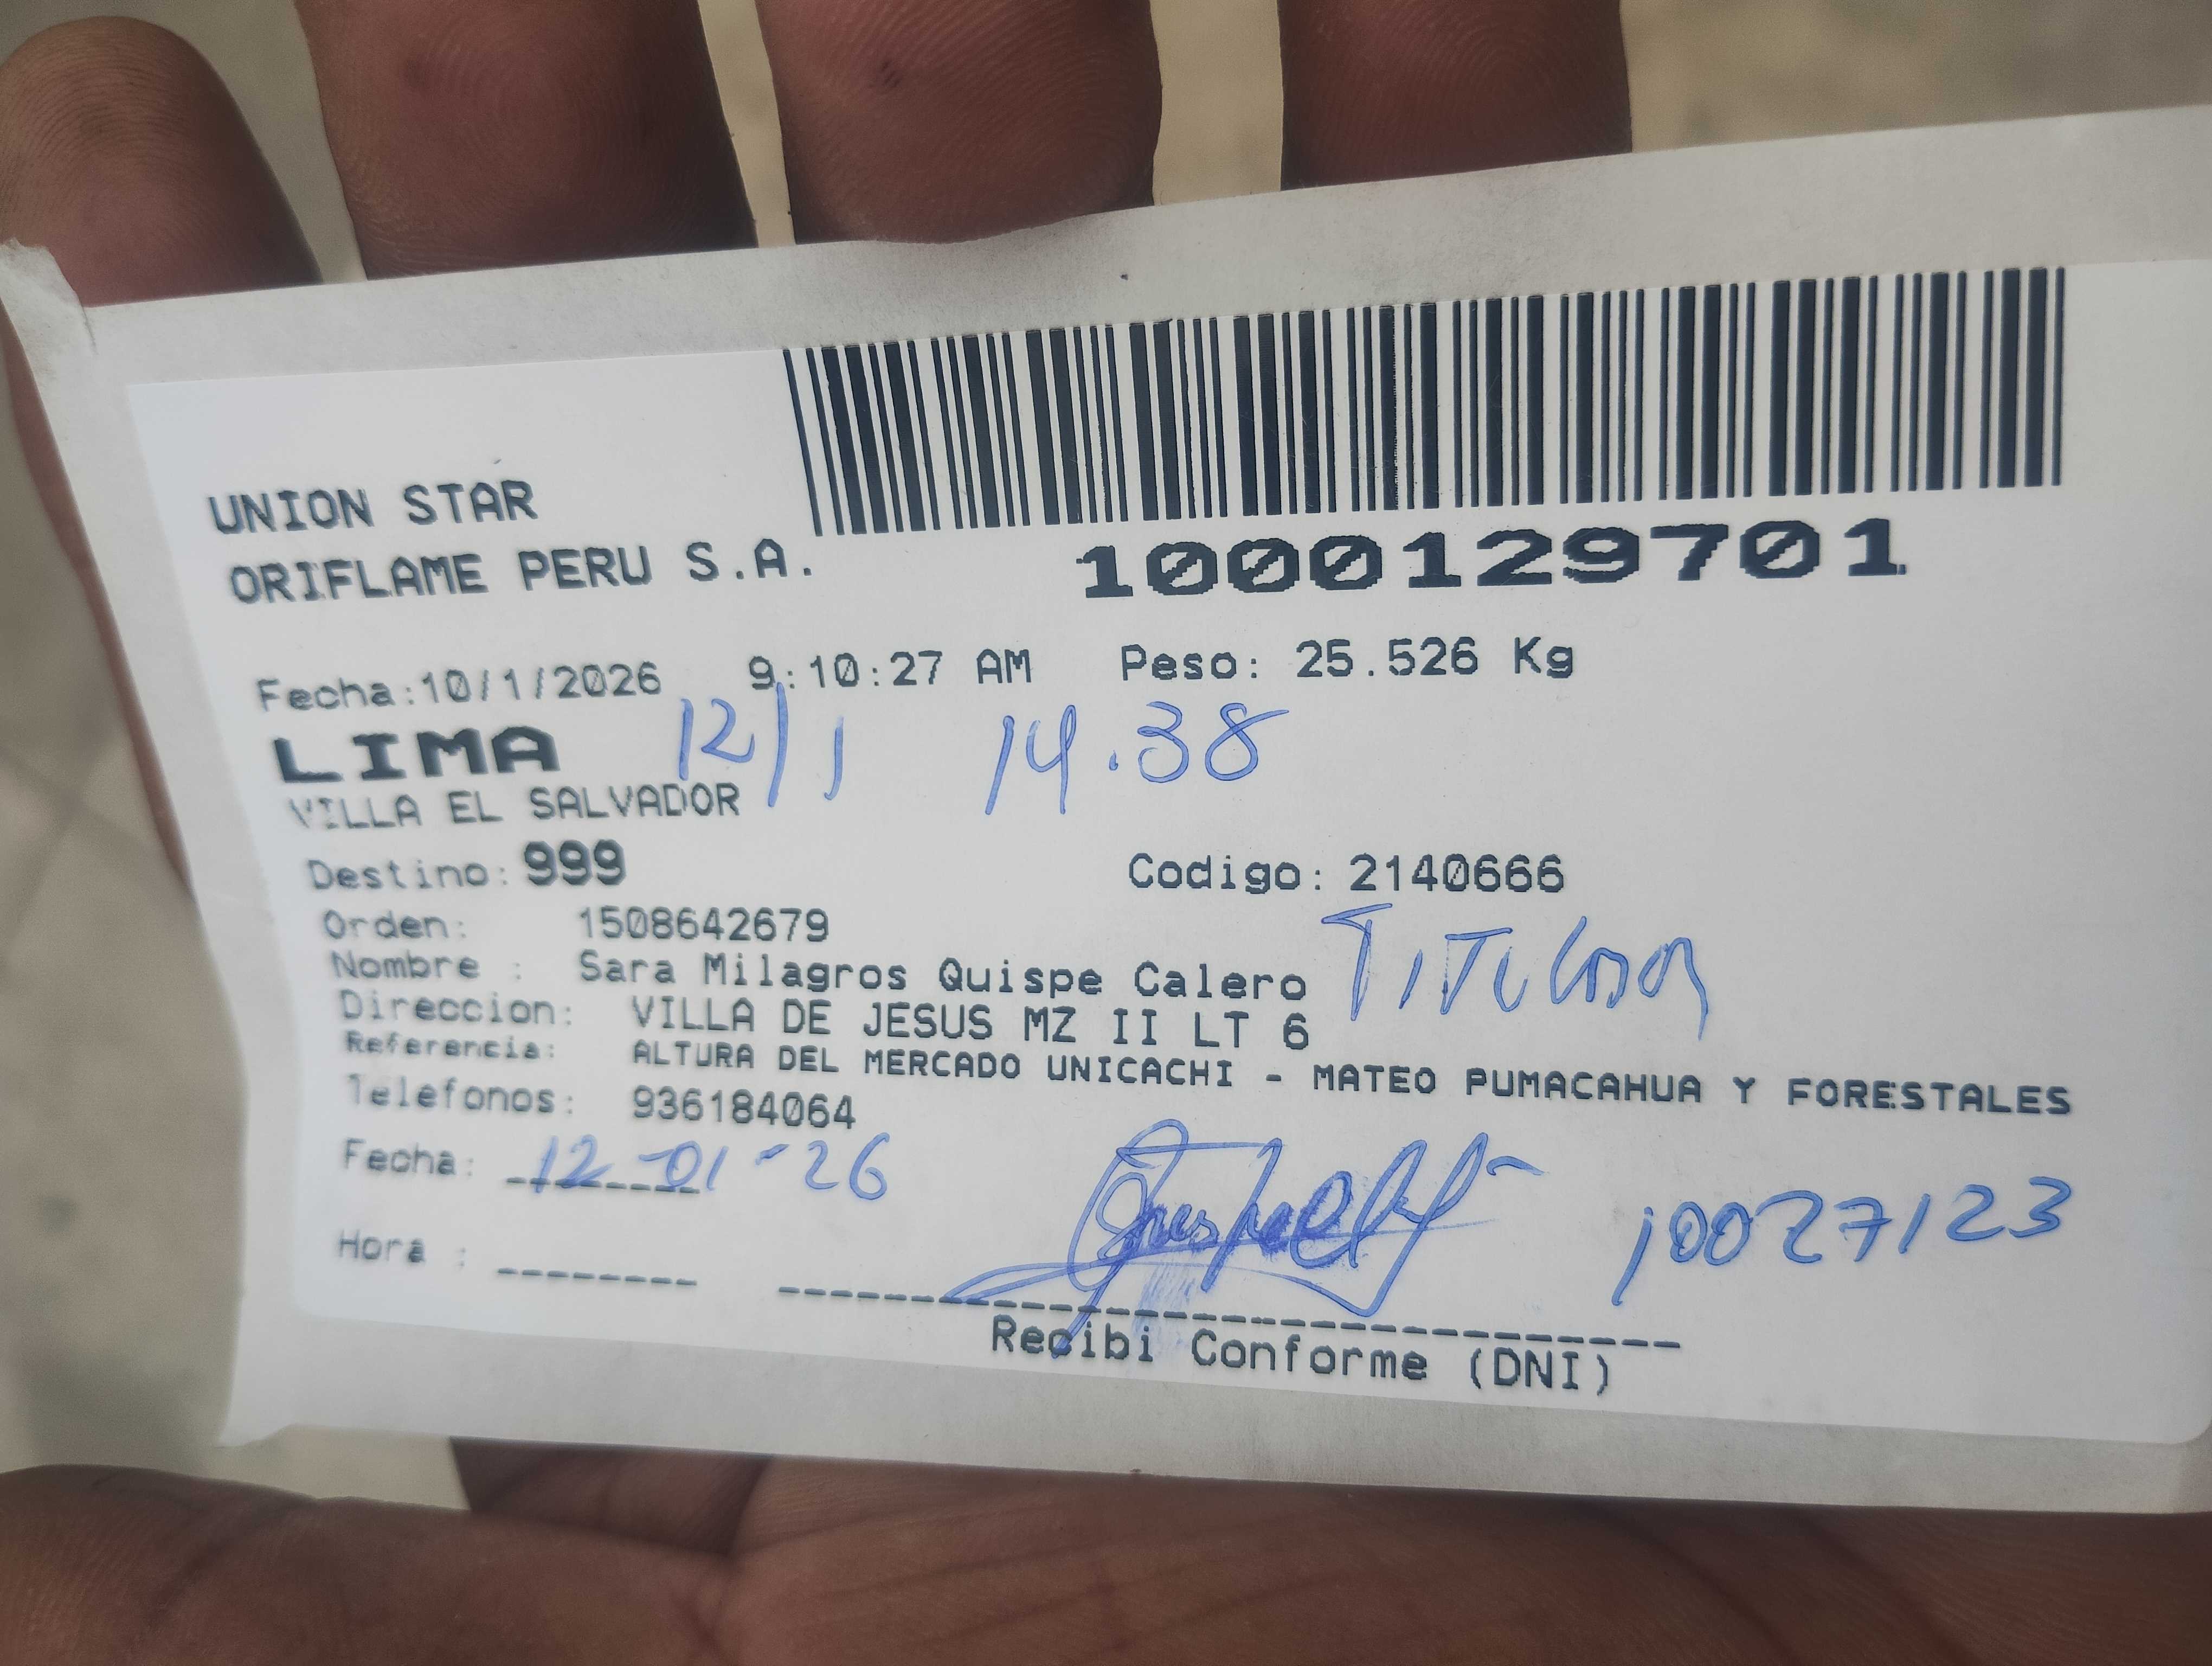 UNION STAR
ORIFLAME PERU S.A.
1000129701
Fecha:10/1/2026 9:10:27 AM Peso: 25.526 Kg
LIMA 12/1 14.38
VILLA EL SALVADOR
Destino: 999 Codigo: 2140666
Orden: 1508642679
Nombre : Sara Milagros Quispe Calero
Direccion: VILLA DE JESUS MZ II LT 6
Referencia: ALTURA DEL MERCADO UNICACHI - MATEO PUMACAHUA Y FORESTALES
Telefonos: 936184064
Fecha: 12-01-26
10027123
Hora :
Recibi Conforme (DNI)